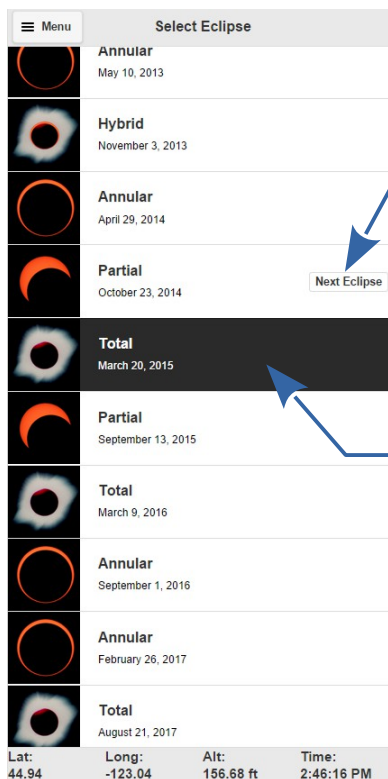 Menu
Select Eclipse
Annular
May 10, 2013
Hybrid
November 3, 2013
Annular
April 29, 2014
Partial
October 23, 2014
Next Eclipse
Total
March 20, 2015
Partial
September 13, 2015
Total
March 9, 2016
Annular
September 1, 2016
Annular
February 26, 2017
Total
August 21, 2017
Lat: Long: Alt: Time:
44.94 -123.04 156.68 ft 2:46:16 PM